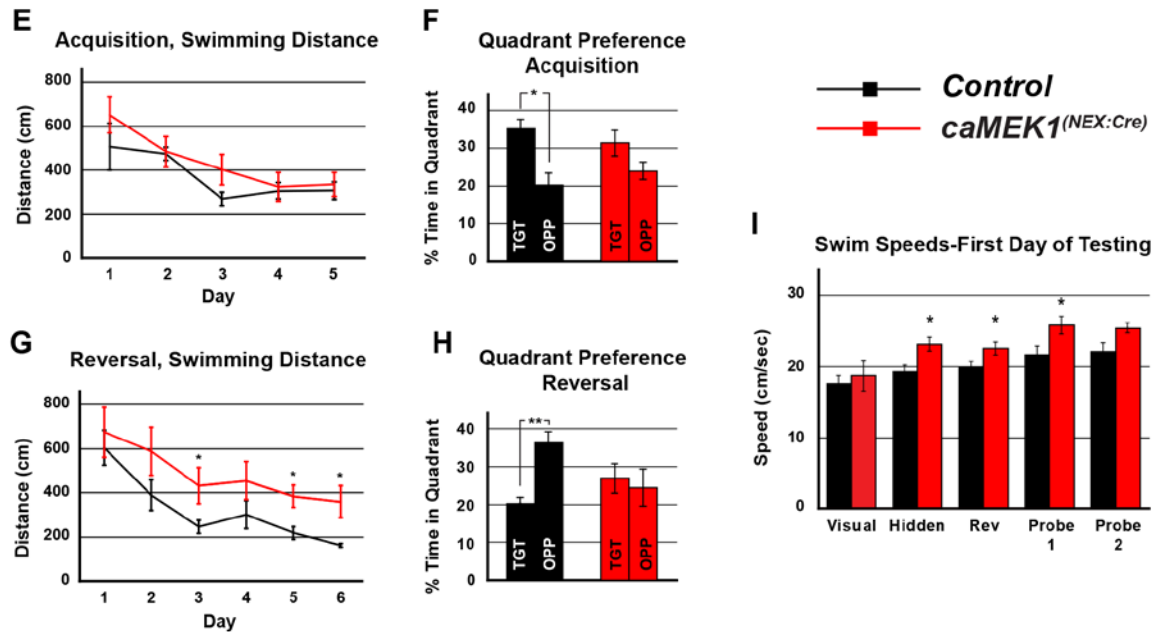 E
Acquisition, Swimming Distance
Distance (cm)
800
600
400
200
0
1 2 3 4 5
Day
F
Quadrant Preference
Acquisition
% Time in Quadrant
40
30
20
10
0
*
TGT
OPP
TGT
OPP
Control
caMEK1(NEX:Cre)
G
Reversal, Swimming Distance
Distance (cm)
800
600
400
200
0
* * *
1 2 3 4 5 6
Day
H
Quadrant Preference
Reversal
% Time in Quadrant
40
30
20
10
0
**
TGT
OPP
TGT
OPP
I
Swim Speeds-First Day of Testing
Speed (cm/sec)
30
20
10
0
* * *
Visual Hidden Rev Probe Probe
1 2